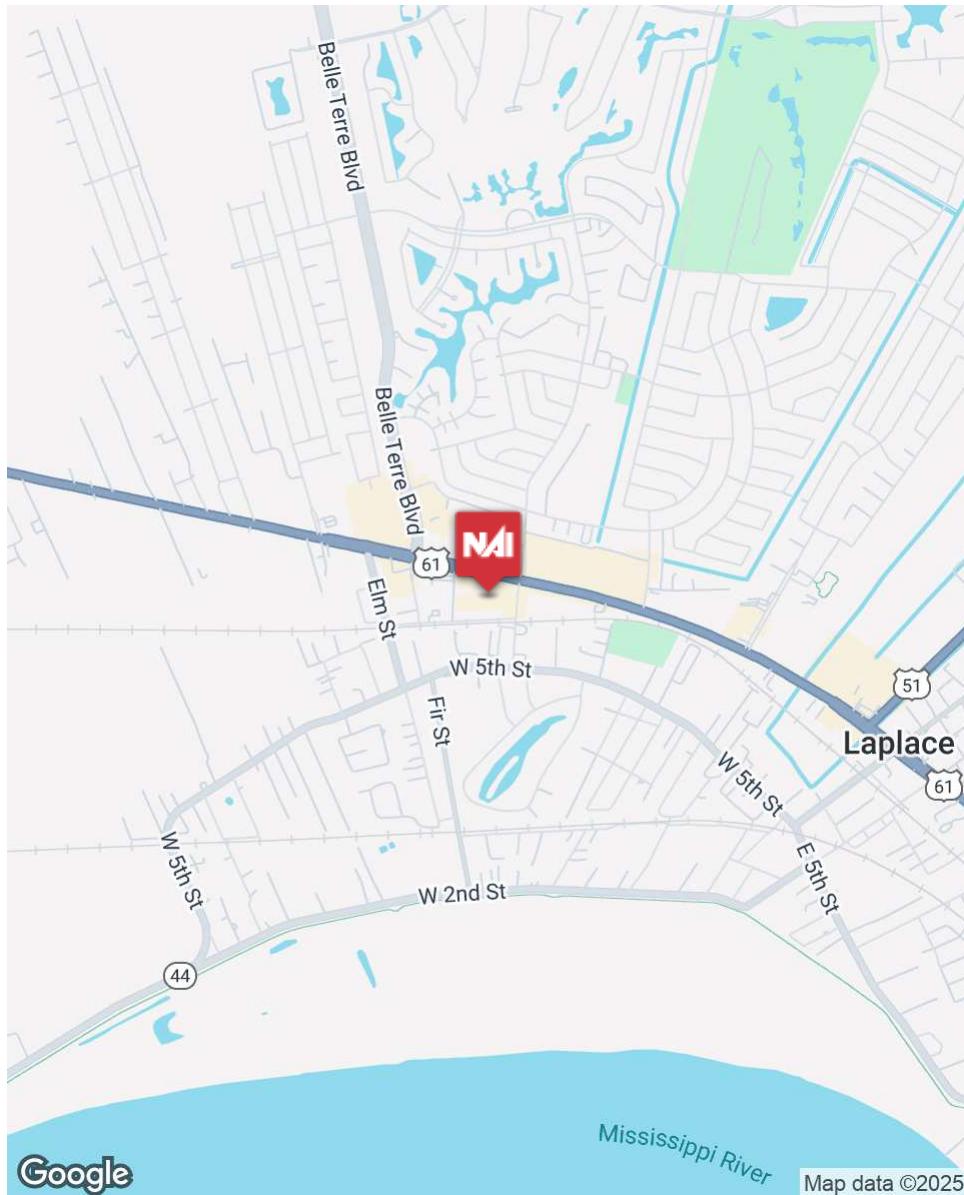 Belle Terre Blvd
Belle Terre Blvd
NAI
61
Elm St
W 5th St
51
Fir St
Laplace
W 5th St
61
W 5th St
E 5th St
W 2nd St
44
Mississippi River
Google
Map data ©2025